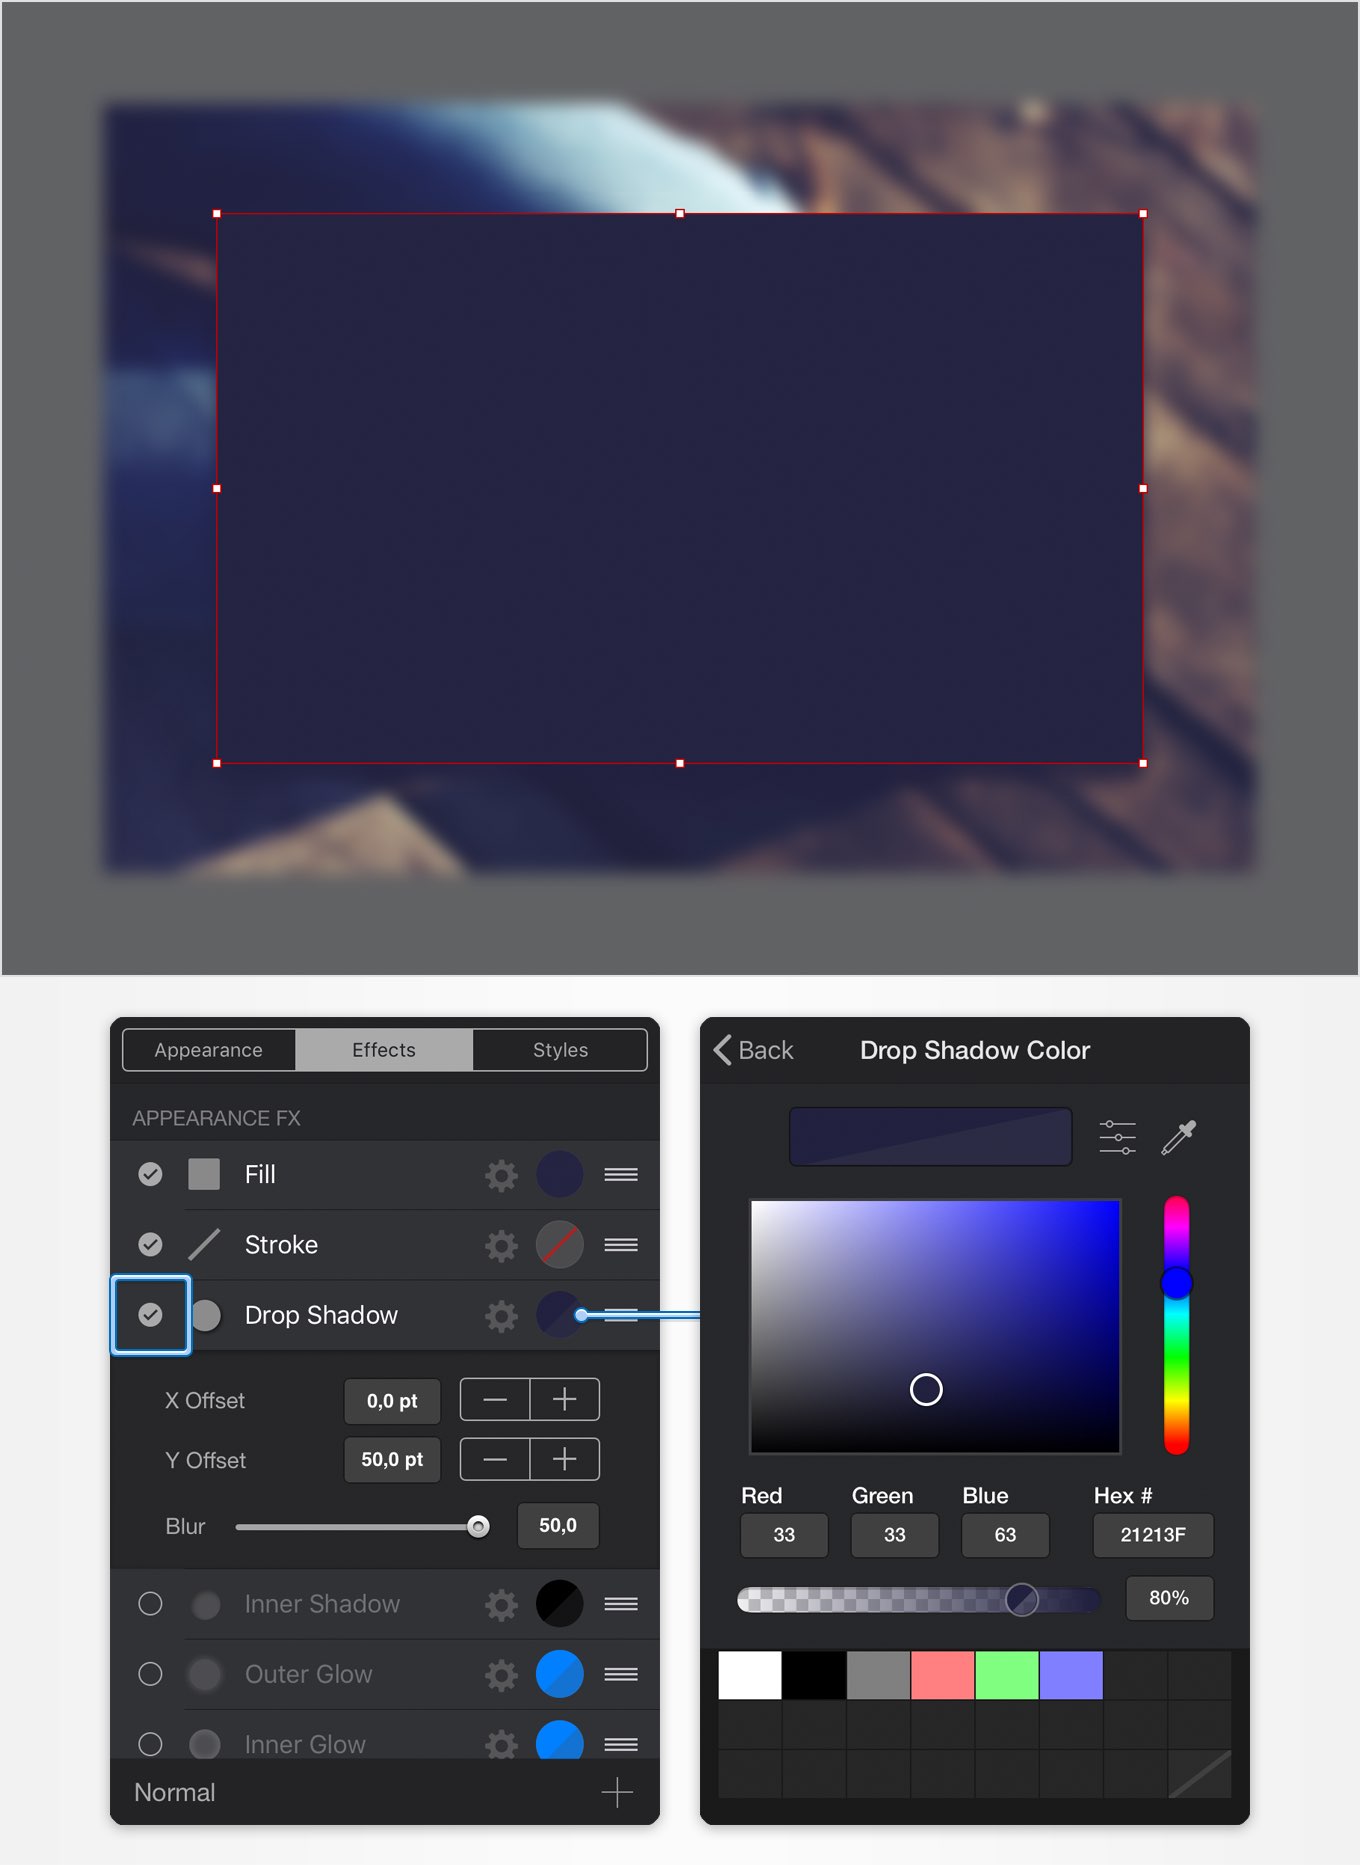 Appearance Effects Styles
APPEARANCE FX
Fill
Stroke
Drop Shadow
X Offset 0,0 pt
Y Offset 50,0 pt
Blur 50,0
Inner Shadow
Outer Glow
Inner Glow
Normal
Back Drop Shadow Color
Red Green Blue Hex #
33 33 63 21213F
80%